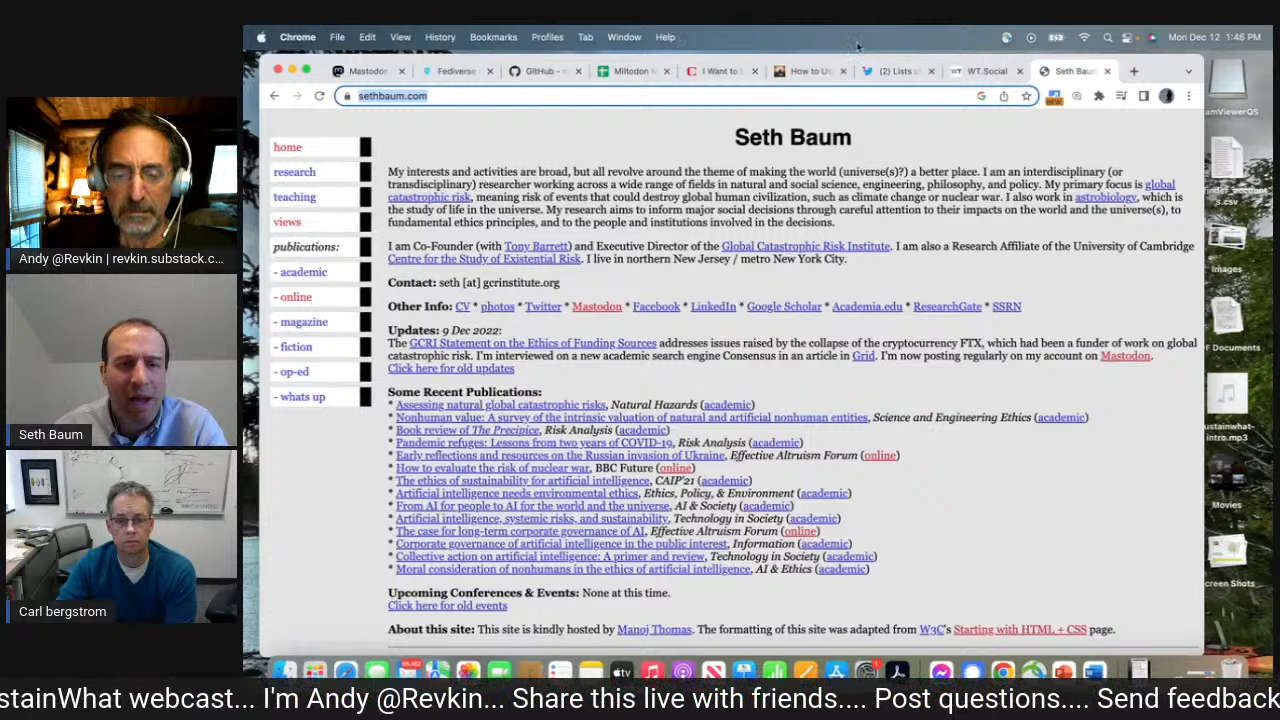 Chrome File Edit View History Bookmarks Profiles Tab Window Help Mon Dec 12 1:46 PM
Mastodon Fediverse GitHub - Miltodon M I Want to L How to Us (2) Lists WT.Social Seth Baum
sethbaum.com
Seth Baum
home
research
teaching
views
publications:
- academic
- online
- magazine
- fiction
- op-ed
- whats up
My interests and activities are broad, but all revolve around the theme of making the world (universe(s)?) a better place. I am an interdisciplinary (or
transdisciplinary) researcher working across a wide range of fields in natural and social science, engineering, philosophy, and policy. My primary focus is global
catastrophic risk, meaning risk of events that could destroy global human civilization, such as climate change or nuclear war. I also work in astrobiology, which is
the study of life in the universe. My research aims to inform major social decisions through careful attention to their impacts on the world and the universe(s), to
fundamental ethics principles, and to the people and institutions involved in the decisions.
I am Co-Founder (with Tony Barrett) and Executive Director of the Global Catastrophic Risk Institute. I am also a Research Affiliate of the University of Cambridge
Centre for the Study of Existential Risk. I live in northern New Jersey / metro New York City.
Contact: seth [at] gcrinstitute.org
Other Info: CV * photos * Twitter * Mastodon * Facebook * LinkedIn * Google Scholar * Academia.edu * ResearchGate * SSRN
Updates: 9 Dec 2022:
The GCRI Statement on the Ethics of Funding Sources addresses issues raised by the collapse of the cryptocurrency FTX, which had been a funder of work on global
catastrophic risk. I'm interviewed on a new academic search engine Consensus in an article in Grid. I'm now posting regularly on my account on Mastodon.
Click here for old updates
Some Recent Publications:
* Assessing natural global catastrophic risks, Natural Hazards (academic)
* Nonhuman value: A survey of the intrinsic valuation of natural and artificial nonhuman entities, Science and Engineering Ethics (academic)
* Book review of The Precipice, Risk Analysis (academic)
* Pandemic refuges: Lessons from two years of COVID-19, Risk Analysis (academic)
* Early reflections and resources on the Russian invasion of Ukraine, Effective Altruism Forum (online)
* How to evaluate the risk of nuclear war, BBC Future (online)
* The ethics of sustainability for artificial intelligence, CAIP'21 (academic)
* Artificial intelligence needs environmental ethics, Ethics, Policy, & Environment (academic)
* From AI for people to AI for the world and the universe, AI & Society (academic)
* Artificial intelligence, systemic risks, and sustainability, Technology in Society (academic)
* The case for long-term corporate governance of AI, Effective Altruism Forum (online)
* Corporate governance of artificial intelligence in the public interest, Information (academic)
* Collective action on artificial intelligence: A primer and review, Technology in Society (academic)
* Moral consideration of nonhumans in the ethics of artificial intelligence, AI & Ethics (academic)
Upcoming Conferences & Events: None at this time.
Click here for old events
About this site: This site is kindly hosted by Manoj Thomas. The formatting of this site was adapted from W3C's Starting with HTML + CSS page.
amViewerQS
.csv
Images
F Documents
ustainwhat-
intro.mp3
Movies
creen Shots
Andy @Revkin | revkin.substack.c...
Seth Baum
Carl bergstrom
stainWhat webcast... I'm Andy @Revkin... Share this live with friends.... Post questions.... Send feedback